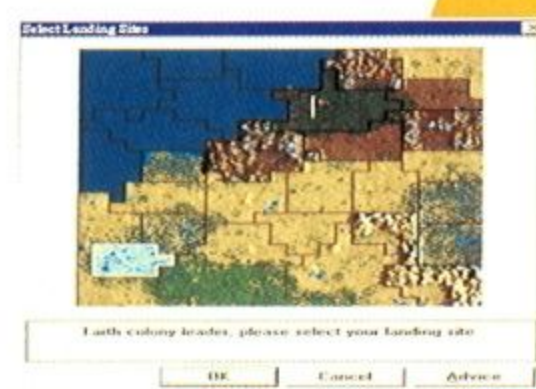 Select Landing Sites
Earth colony leader, please select your landing site
OK
Cancel
Advice